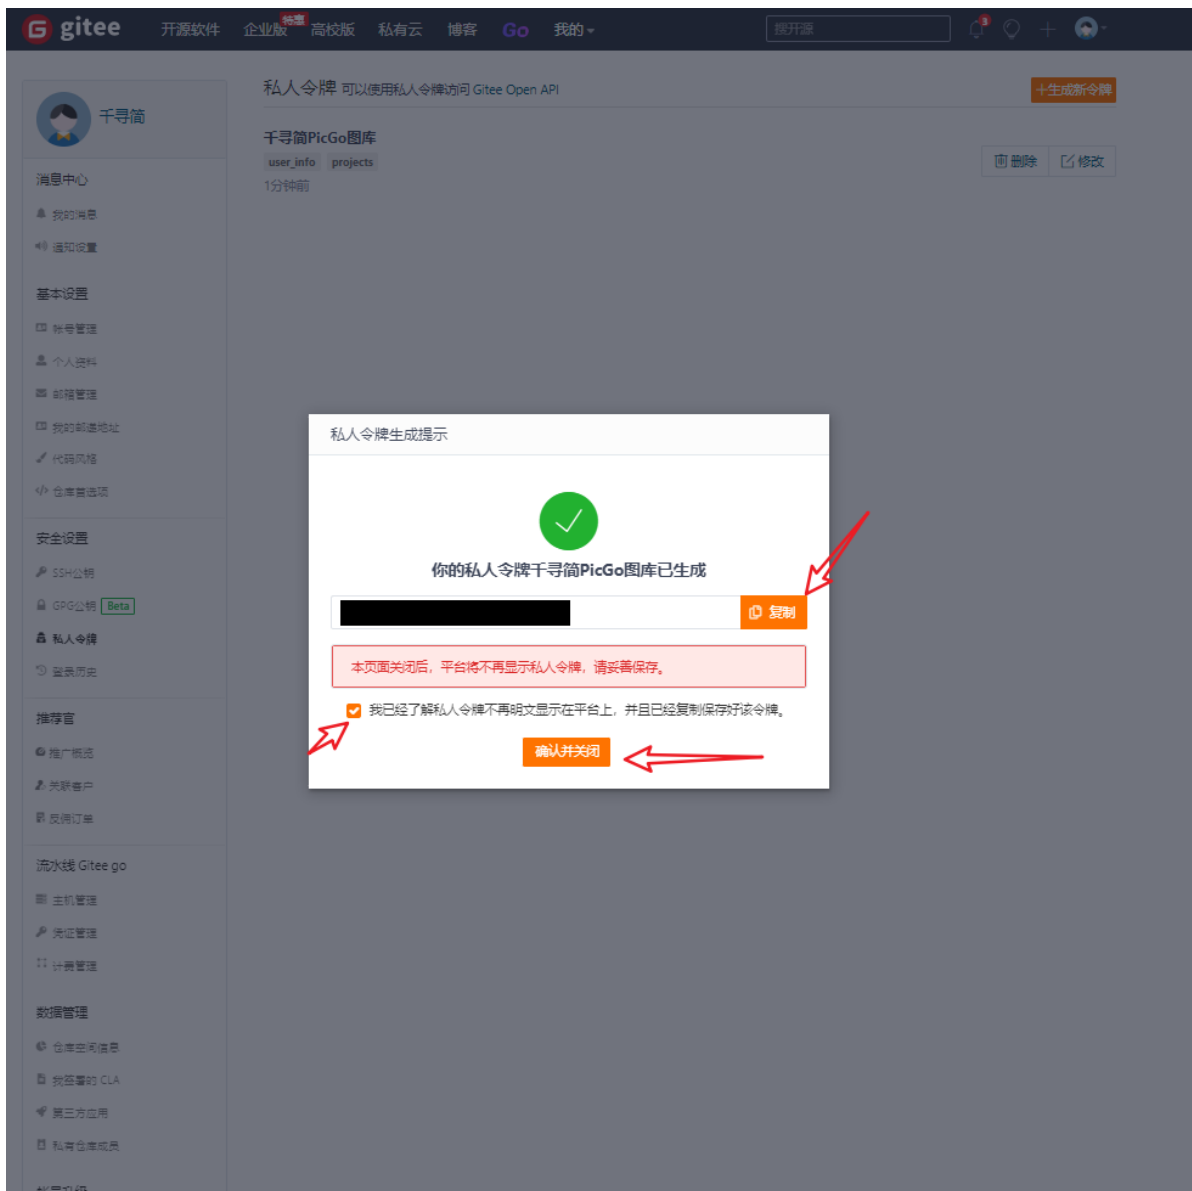 gitee 开源软件 企业版 特惠 高校版 私有云 博客 Go 我的 搜开源 3
千寻简
消息中心
我的消息
通知设置
基本设置
帐号管理
个人资料
邮箱管理
我的邮递地址
代码风格
仓库首选项
安全设置
SSH公钥
GPG公钥 Beta
私人令牌
登录历史
推荐官
推广概览
关联客户
反佣订单
流水线 Gitee go
主机管理
凭证管理
计费管理
数据管理
仓库空间信息
我签署的 CLA
第三方应用
私有仓库成员
私人令牌 可以使用私人令牌访问 Gitee Open API
+生成新令牌
千寻简PicGo图库
user_info projects
删除 修改
1分钟前
私人令牌生成提示
你的私人令牌千寻简PicGo图库已生成
复制
本页面关闭后，平台将不再显示私人令牌，请妥善保存。
我已经了解私人令牌不再明文显示在平台上，并且已经复制保存好该令牌。
确认并关闭